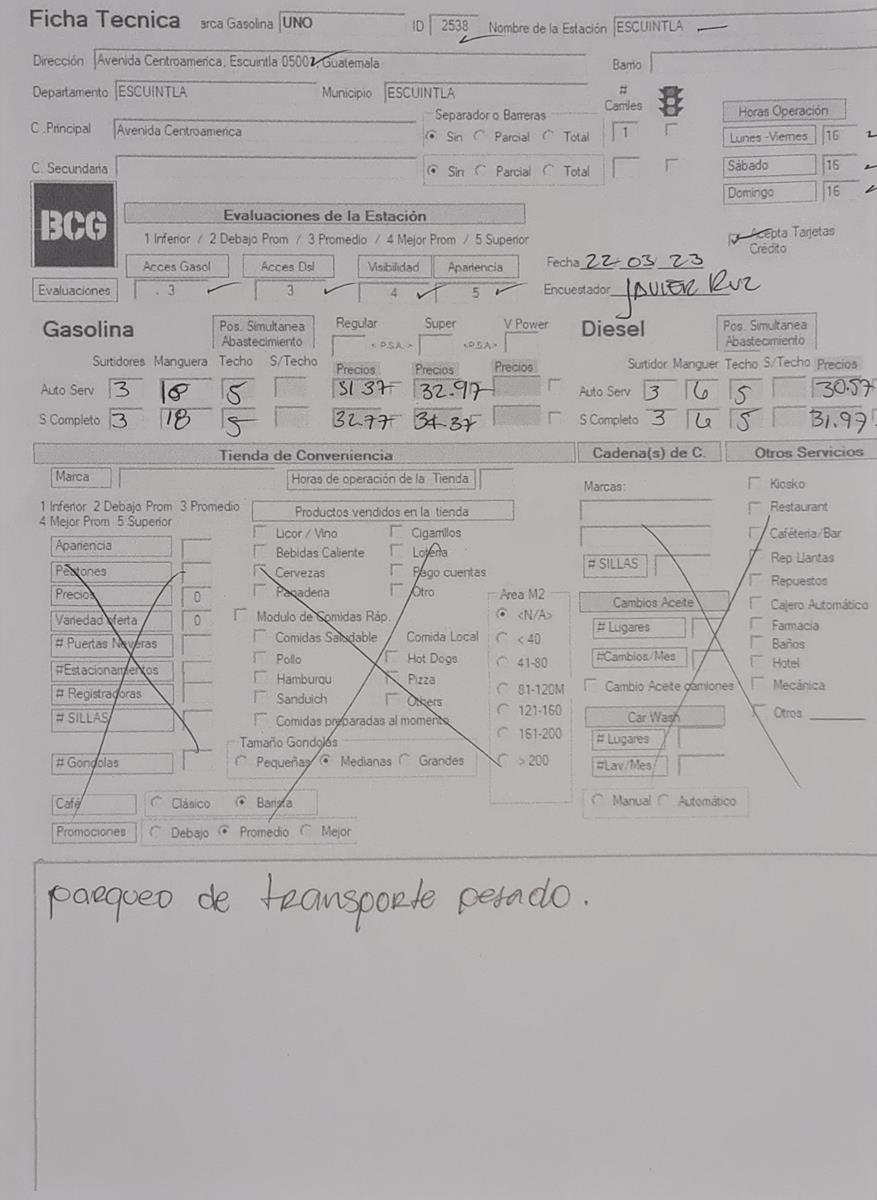 Ficha Tecnica arca Gasolina UNO ID 2538 Nombre de la Estación ESCUINTLA
Dirección Avenida Centroamerica, Escuintla 05002, Guatemala Barrio
Departamento ESCUINTLA Municipio ESCUINTLA # Carriles
Separador o Barreras Horas Operación
C .Principal Avenida Centroamerica Sin Parcial Total 1 Lunes -Viernes 16
C. Secundaria Sin Parcial Total Sábado 16
Domingo 16
BCG Evaluaciones de la Estación
1 Inferior / 2 Debajo Prom / 3 Promedio / 4 Mejor Prom / 5 Superior Acepta Tarjetas Crédito
Acces Gasol Acces Dsl Visibilidad Apariencia Fecha 22-03 23
Evaluaciones . 3 3 4 5 Encuestador JAVIER Ruz
Gasolina Pos. Simultanea Abastecimiento Regular Super V Power Diesel Pos. Simultanea Abastecimiento
< P.S.A.> <P.S.A>
Surtidores Manguera Techo S/Techo Precios Precios Precios Surtidor Manguer Techo S/Techo Precios
Auto Serv 3 18 5 31.37 32.97 Auto Serv 3 6 5 30.57
S Completo 3 18 5 32.77 34.37 S Completo 3 6 5 31.97
Tienda de Conveniencia Cadena(s) de C. Otros Servicios
Marca Horas de operación de la Tienda
1 Inferior 2 Debajo Prom 3 Promedio
4 Mejor Prom 5 Superior
Apariencia
Peatones
Precios 0
Variedad oferta 0
# Puertas Neveras
#Estacionamientos
# Registradoras
# SILLAS
# Gondolas
Productos vendidos en la tienda
Licor / Vino Cigarrillos
Bebidas Caliente Loteria
Cervezas Pago cuentas
Panaderia Otro
Modulo de Comidas Ráp.
Comidas Saludable Comida Local
Pollo Hot Dogs
Hamburgu Pizza
Sanduich Others
Comidas preparadas al momento
Tamaño Gondolas
Pequeñas Medianas Grandes
Area M2
<N/A>
< 40
41-80
81-120M
121-160
161-200
> 200
Café Clásico Barista
Promociones Debajo Promedio Mejor
Marcas:
# SILLAS
Cambios Aceite
# Lugares
#Cambios/Mes
Cambio Aceite camiones
Car Wash
# Lugares
#Lav/Mes
Manual Automático
Kiosko
Restaurant
Caféteria/Bar
Rep Llantas
Repuestos
Cajero Automático
Farmacia
Baños
Hotel
Mecánica
Otros
parqueo de transporte pesado.